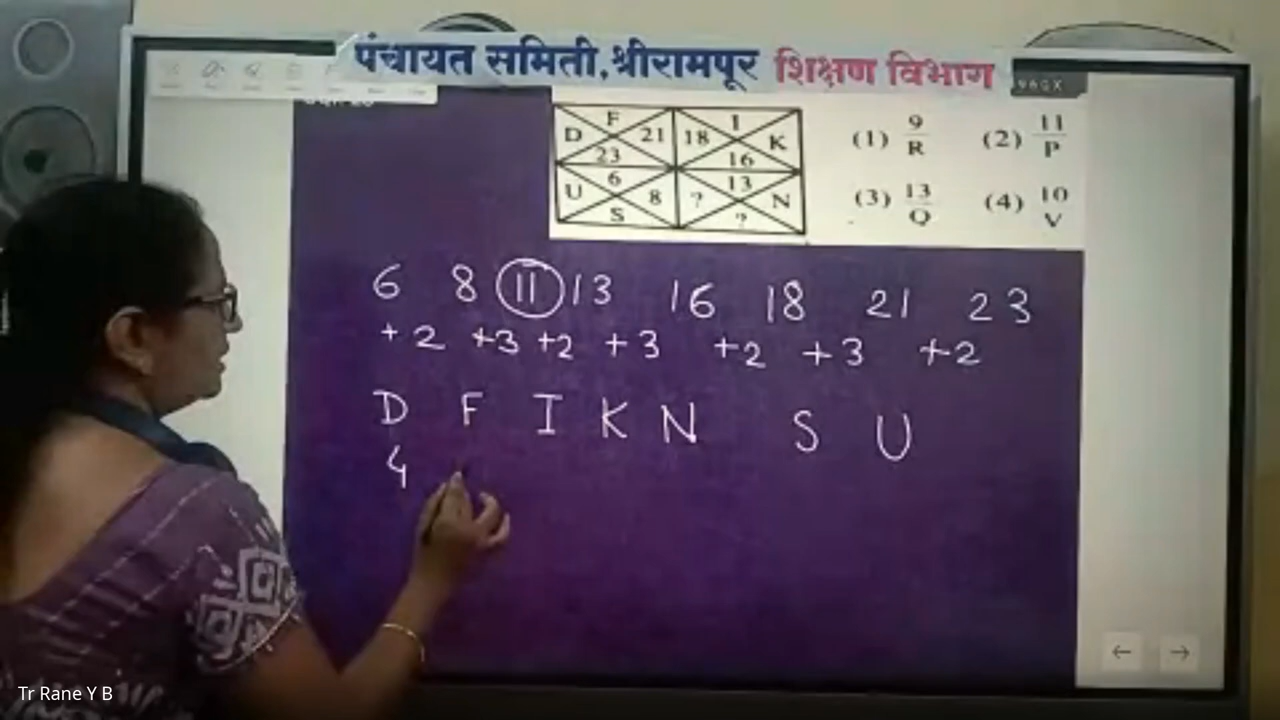 पंचायत समिती,श्रीरामपूर शिक्षण विभाग
96GX
D F 21 23
18 I K 16
U 6 8 S
? 13 N ?
(1) 9/R (2) 11/P
(3) 13/Q (4) 10/V
6 8 11 13 16 18 21 23
+2 +3 +2 +3 +2 +3 +2
D F I K N S U
4
Tr Rane Y B